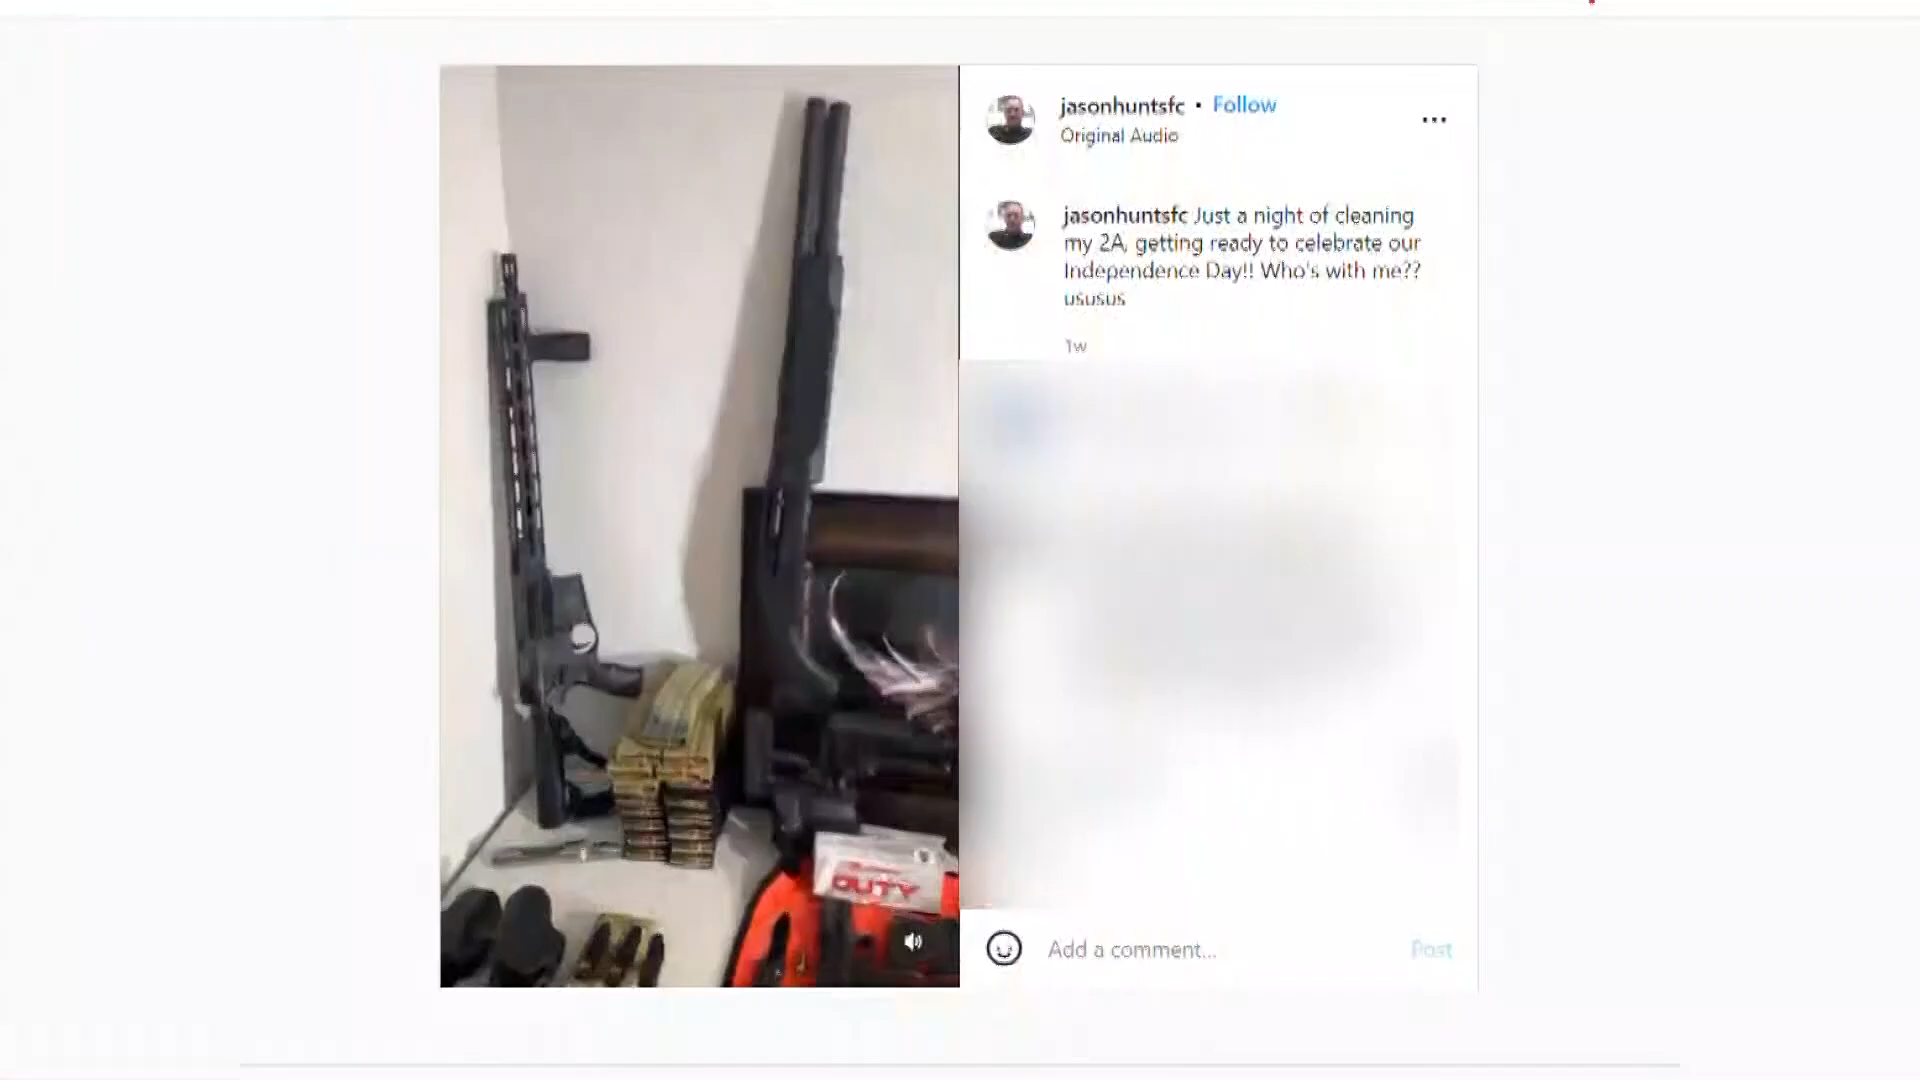 jasonhuntsfc • Follow
Original Audio
jasonhuntsfc Just a night of cleaning
my 2A, getting ready to celebrate our
Independence Day!! Who's with me??
ususus
1w
DUTY
Add a comment...
Post